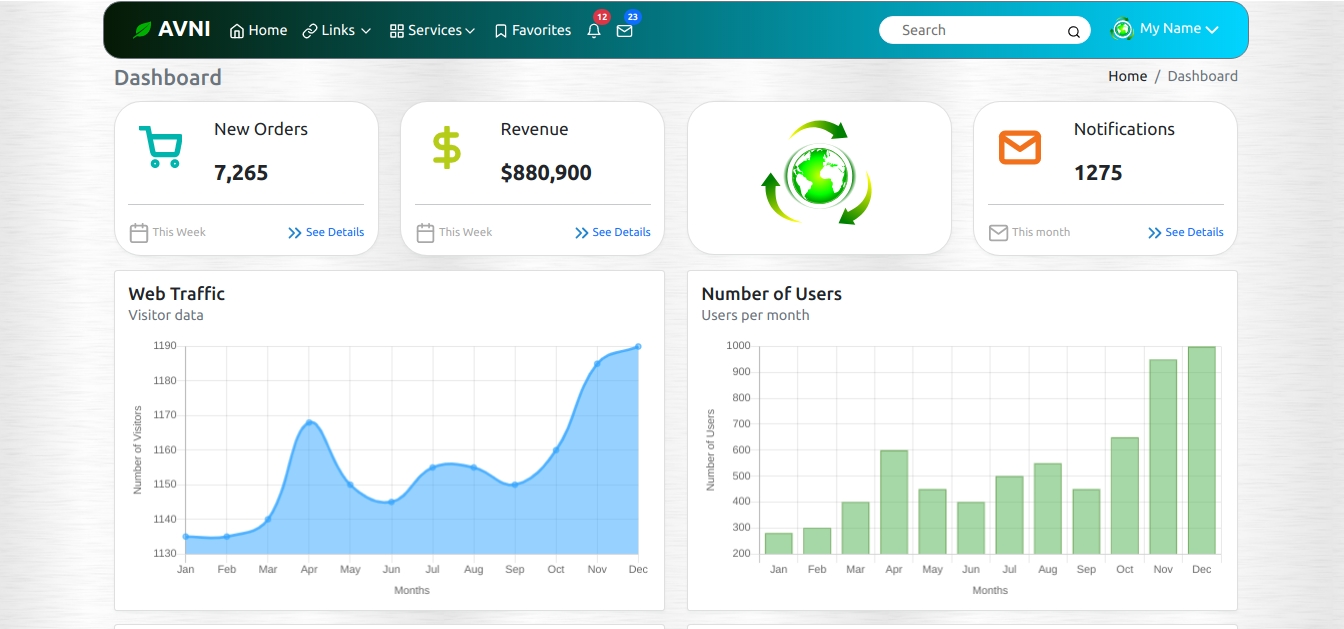 AVNI Home Links Services Favorites 12 23 Search My Name
Dashboard Home / Dashboard
New Orders
7,265
This Week See Details
Revenue
$880,900
This Week See Details
Notifications
1275
This month See Details
Web Traffic
Visitor data
Number of Visitors
1190
1180
1170
1160
1150
1140
1130
Jan Feb Mar Apr May Jun Jul Aug Sep Oct Nov Dec
Months
Number of Users
Users per month
Number of Users
1000
900
800
700
600
500
400
300
200
Jan Feb Mar Apr May Jun Jul Aug Sep Oct Nov Dec
Months